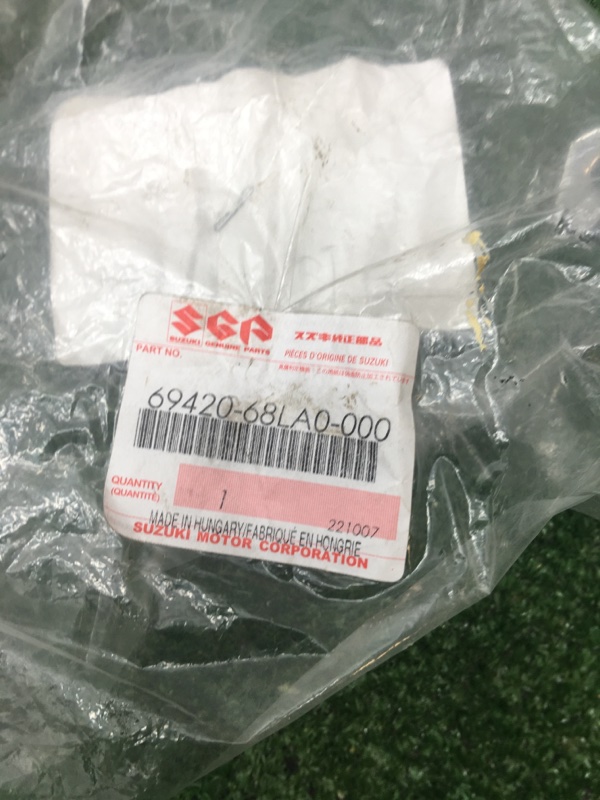 SGP
SUZUKI GENUINE PARTS
スズキ純正部品
PIÈCES D'ORIGINE DE SUZUKI
PART NO.
69420-68LA0-000
QUANTITY
(QUANTITÉ)
1
221007
MADE IN HUNGARY/FABRIQUÉ EN HONGRIE
SUZUKI MOTOR CORPORATION